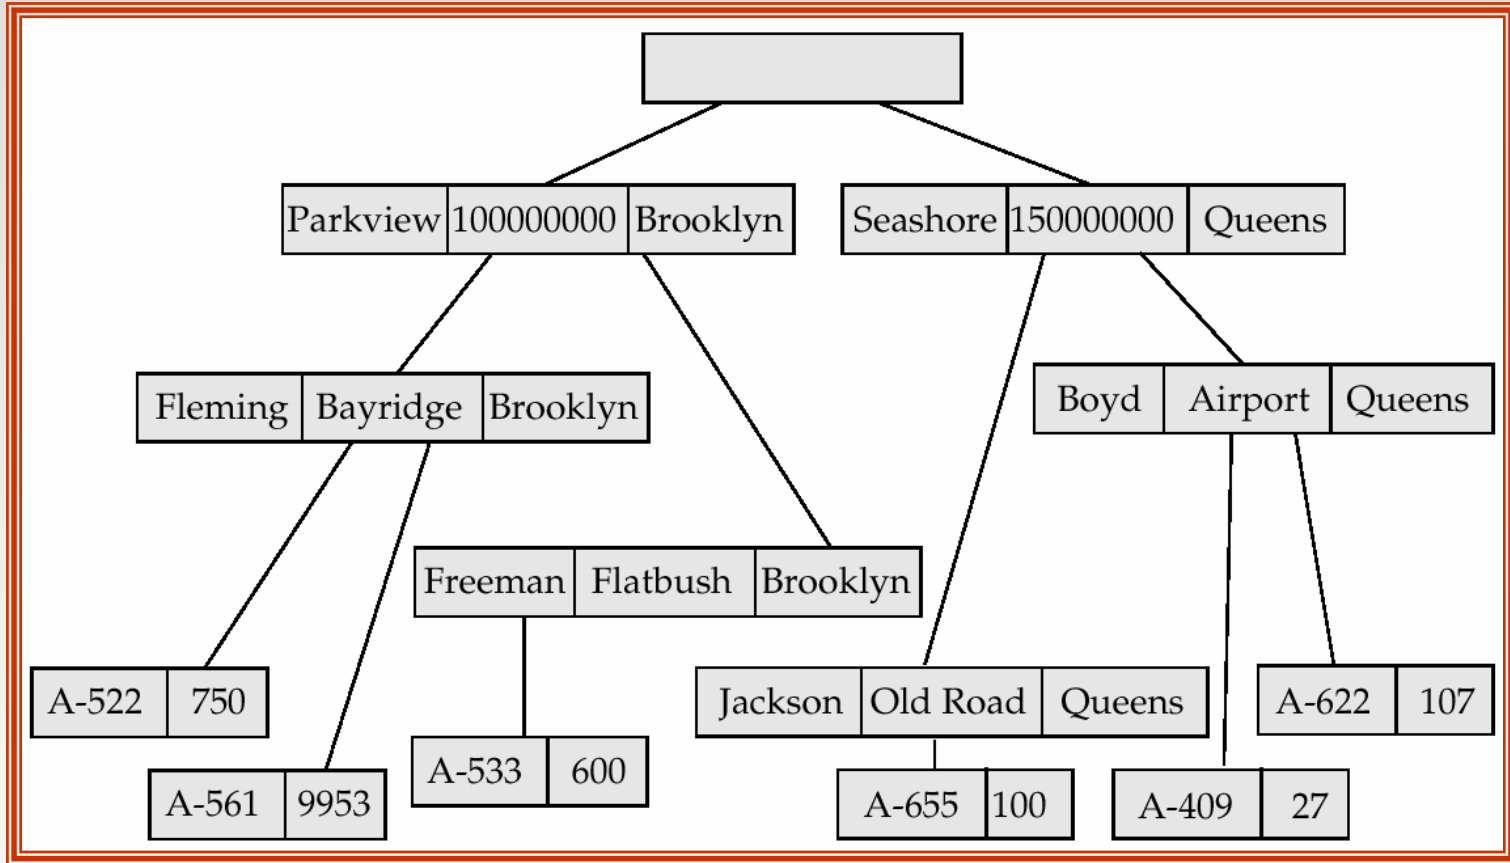 Parkview 100000000 Brooklyn
Seashore 150000000 Queens
Fleming Bayridge Brooklyn
Boyd Airport Queens
Freeman Flatbush Brooklyn
A-522 750
Jackson Old Road Queens
A-622 107
A-561 9953
A-533 600
A-655 100
A-409 27